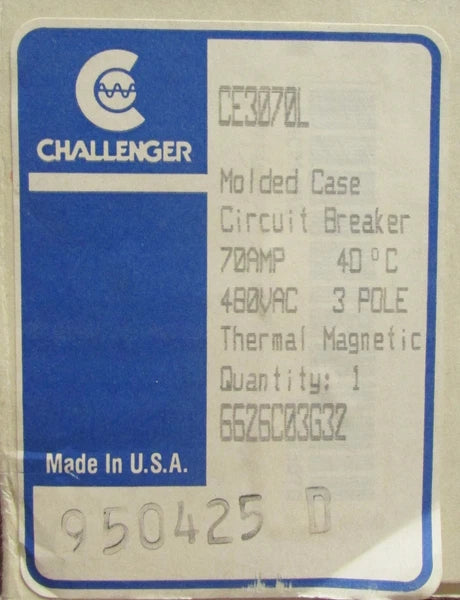 CHALLENGER
CE3070L
Molded Case
Circuit Breaker
70AMP 40°C
480VAC 3 POLE
Thermal Magnetic
Quantity: 1
6626C03G32
Made In U.S.A.
950425 D